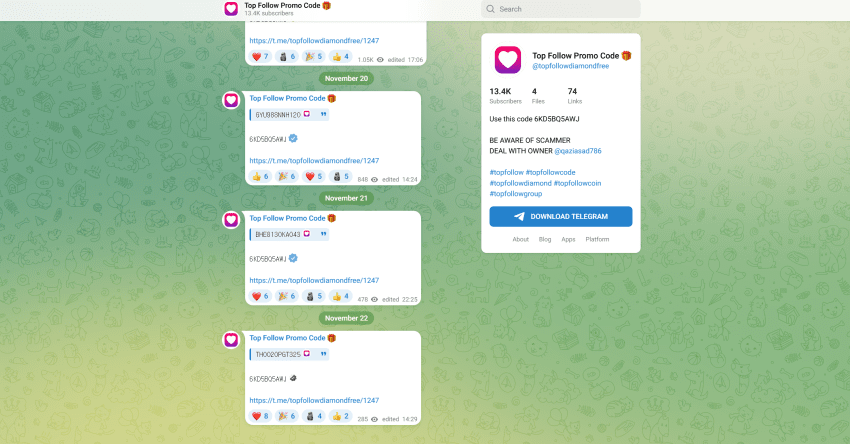 Top Follow Promo Code 🎁
13.4K subscribers
Search
https://t.me/topfollowdiamondfree/1247
❤️ 7 🗿 6 🎉 5 👍 4 1.05K edited 17:06
November 20
Top Follow Promo Code 🎁
6YU988NNH120
6KD5BQ5AWJ
https://t.me/topfollowdiamondfree/1247
👍 6 🎉 6 ❤️ 5 🗿 5 848 edited 14:24
November 21
Top Follow Promo Code 🎁
BHE8130KAO43
6KD5BQ5AWJ
https://t.me/topfollowdiamondfree/1247
❤️ 6 🎉 6 🗿 5 👍 4 478 edited 22:25
November 22
Top Follow Promo Code 🎁
THOO2OPGT325
6KD5BQ5AWJ
https://t.me/topfollowdiamondfree/1247
❤️ 8 🎉 6 🗿 4 👍 2 285 edited 14:29
Top Follow Promo Code 🎁
@topfollowdiamondfree
13.4K 4 74
Subscribers Files Links
Use this code 6KD5BQ5AWJ
BE AWARE OF SCAMMER
DEAL WITH OWNER @qaziasad786
#topfollow #topfollowcode
#topfollowdiamond #topfollowcoin
#topfollowgroup
DOWNLOAD TELEGRAM
About Blog Apps Platform